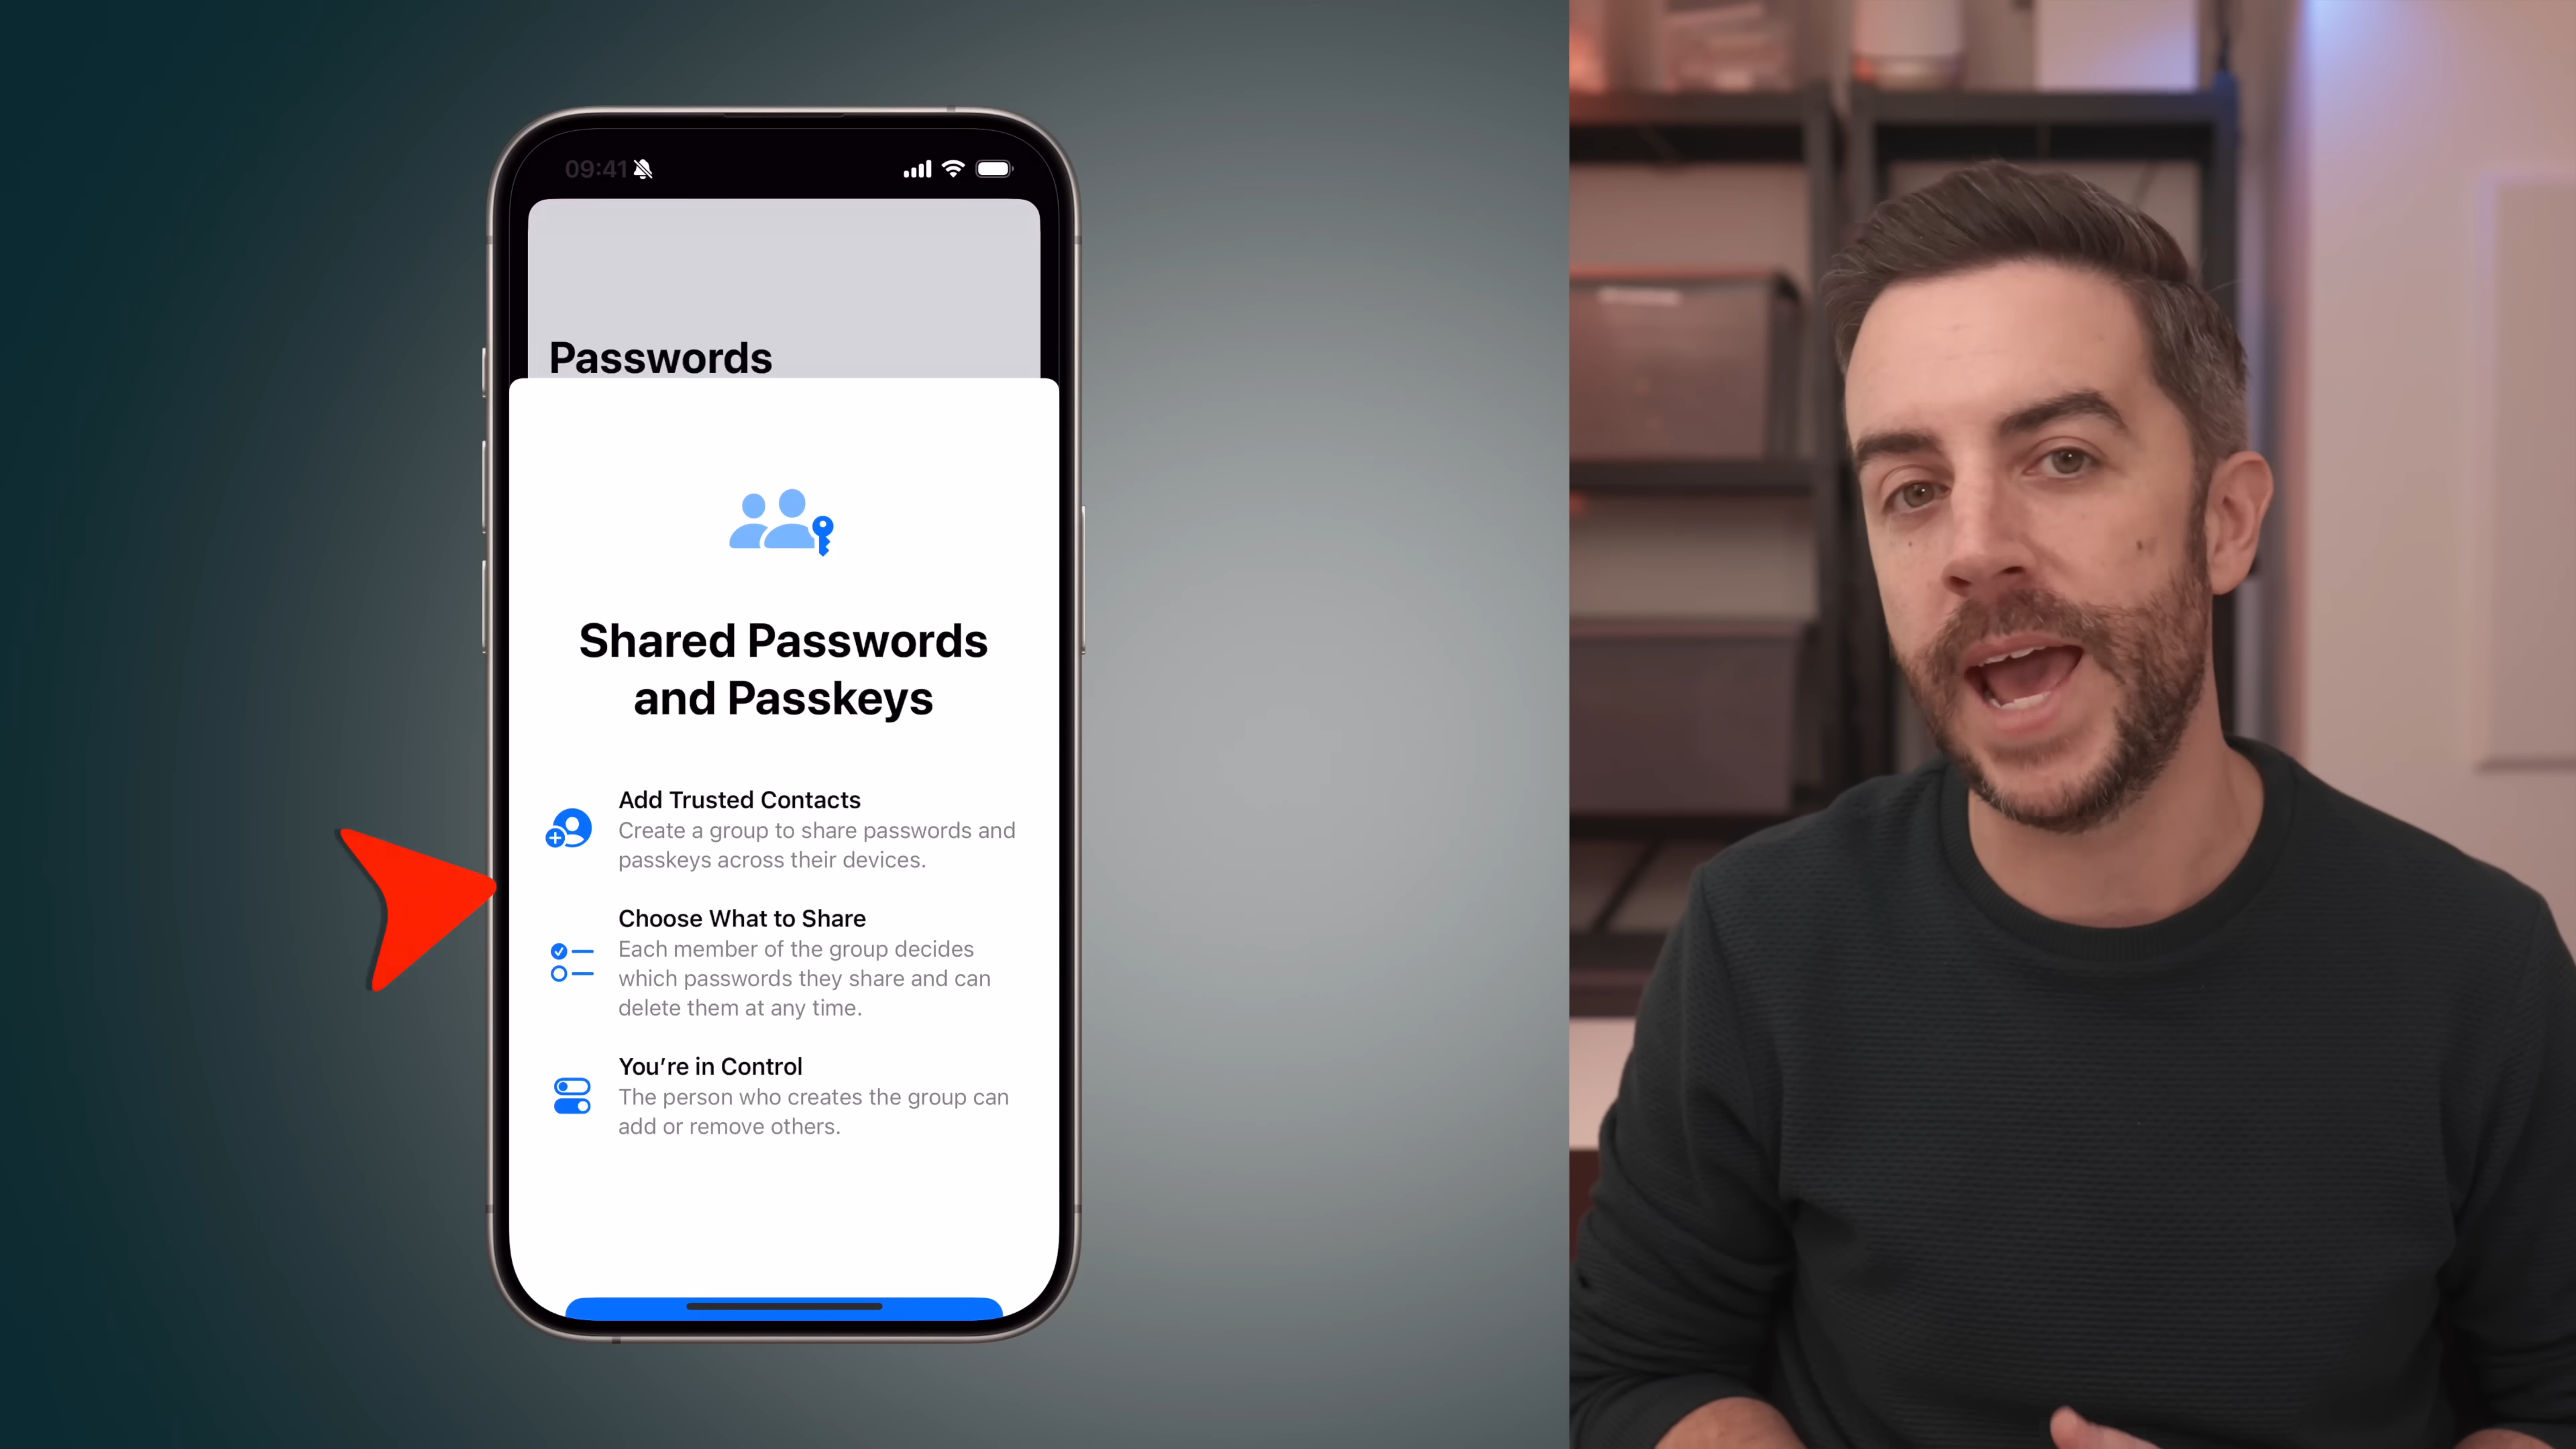 09:41
Passwords
Shared Passwords
and Passkeys
Add Trusted Contacts
Create a group to share passwords and
passkeys across their devices.
Choose What to Share
Each member of the group decides
which passwords they share and can
delete them at any time.
You’re in Control
The person who creates the group can
add or remove others.